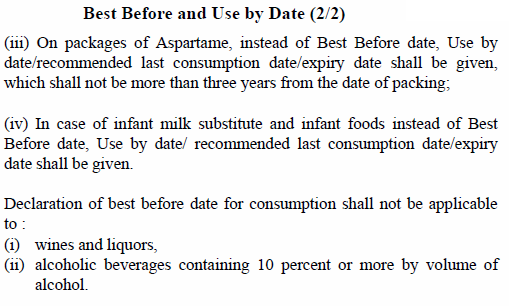 Best Before and Use by Date (2/2)
(iii) On packages of Aspartame, instead of Best Before date, Use by
date/recommended last consumption date/expiry date shall be given,
which shall not be more than three years from the date of packing;
(iv) In case of infant milk substitute and infant foods instead of Best
Before date, Use by date/ recommended last consumption date/expiry
date shall be given.
Declaration of best before date for consumption shall not be applicable
to :
(i) wines and liquors,
(ii) alcoholic beverages containing 10 percent or more by volume of
alcohol.